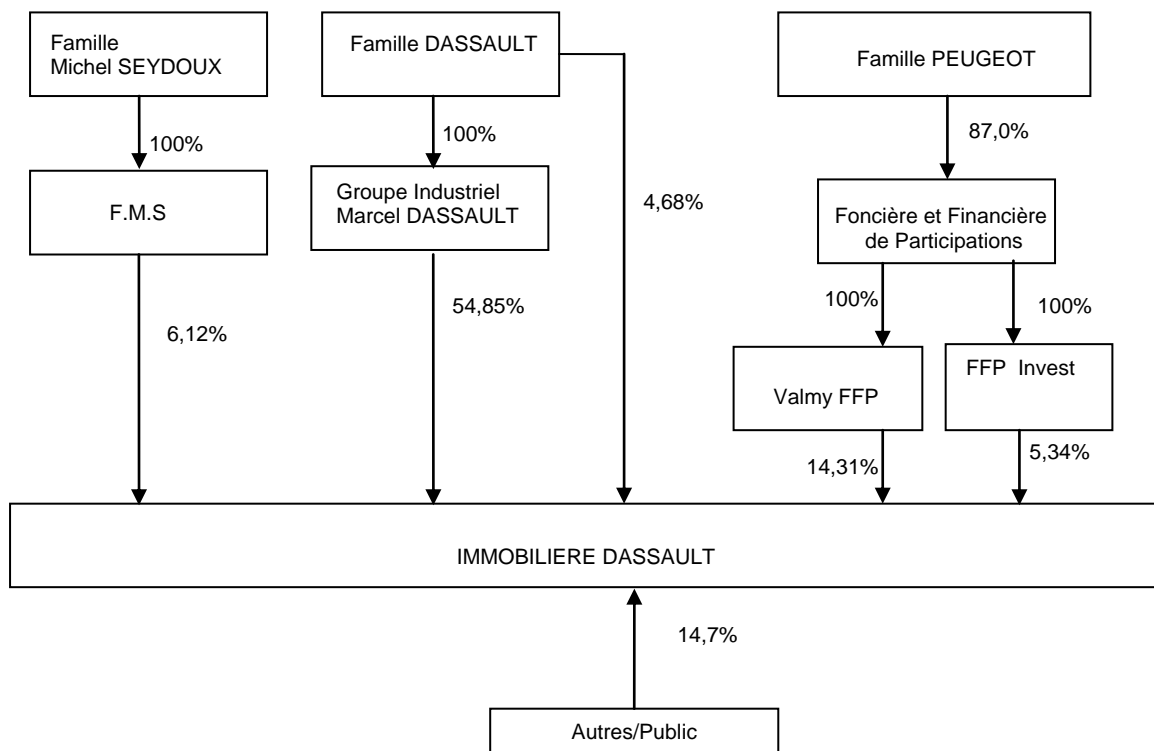 Famille
Michel SEYDOUX
Famille DASSAULT
Famille PEUGEOT
100%
100%
87,0%
F.M.S
Groupe Industriel
Marcel DASSAULT
4,68%
Foncière et Financière
de Participations
100%
100%
6,12%
54,85%
Valmy FFP
FFP Invest
14,31%
5,34%
IMMOBILIERE DASSAULT
14,7%
Autres/Public